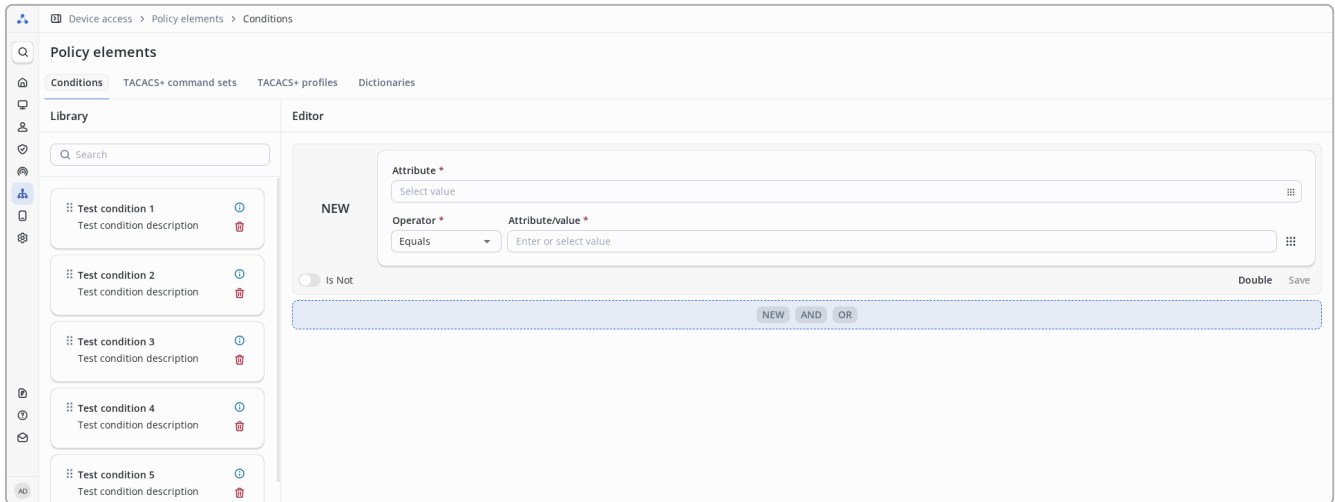 Device access > Policy elements > Conditions
Policy elements
Conditions TACACS+ command sets TACACS+ profiles Dictionaries
Library
Editor
Search
Test condition 1
Test condition description
Test condition 2
Test condition description
Test condition 3
Test condition description
Test condition 4
Test condition description
Test condition 5
Test condition description
NEW
Attribute *
Select value
Operator * Attribute/value *
Equals Enter or select value
Is Not Double Save
NEW AND OR
AD